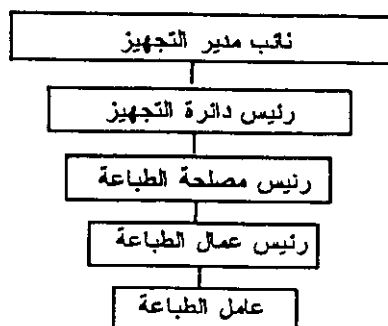 نائب مدير التجهيز
رئيس دائرة التجهيز
رئيس مصلحة الطباعة
رئيس عمال الطباعة
عامل الطباعة